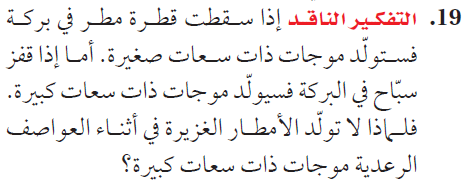 19. التفكير الناقد إذا سقطت قطرة مطر في بركة
فستولّد موجات ذات سعات صغيرة. أما إذا قفز
سبّاح في البركة فسيولّد موجات ذات سعات كبيرة.
فلماذا لا تولّد الأمطار الغزيرة في أثناء العواصف
الرعدية موجات ذات سعات كبيرة؟